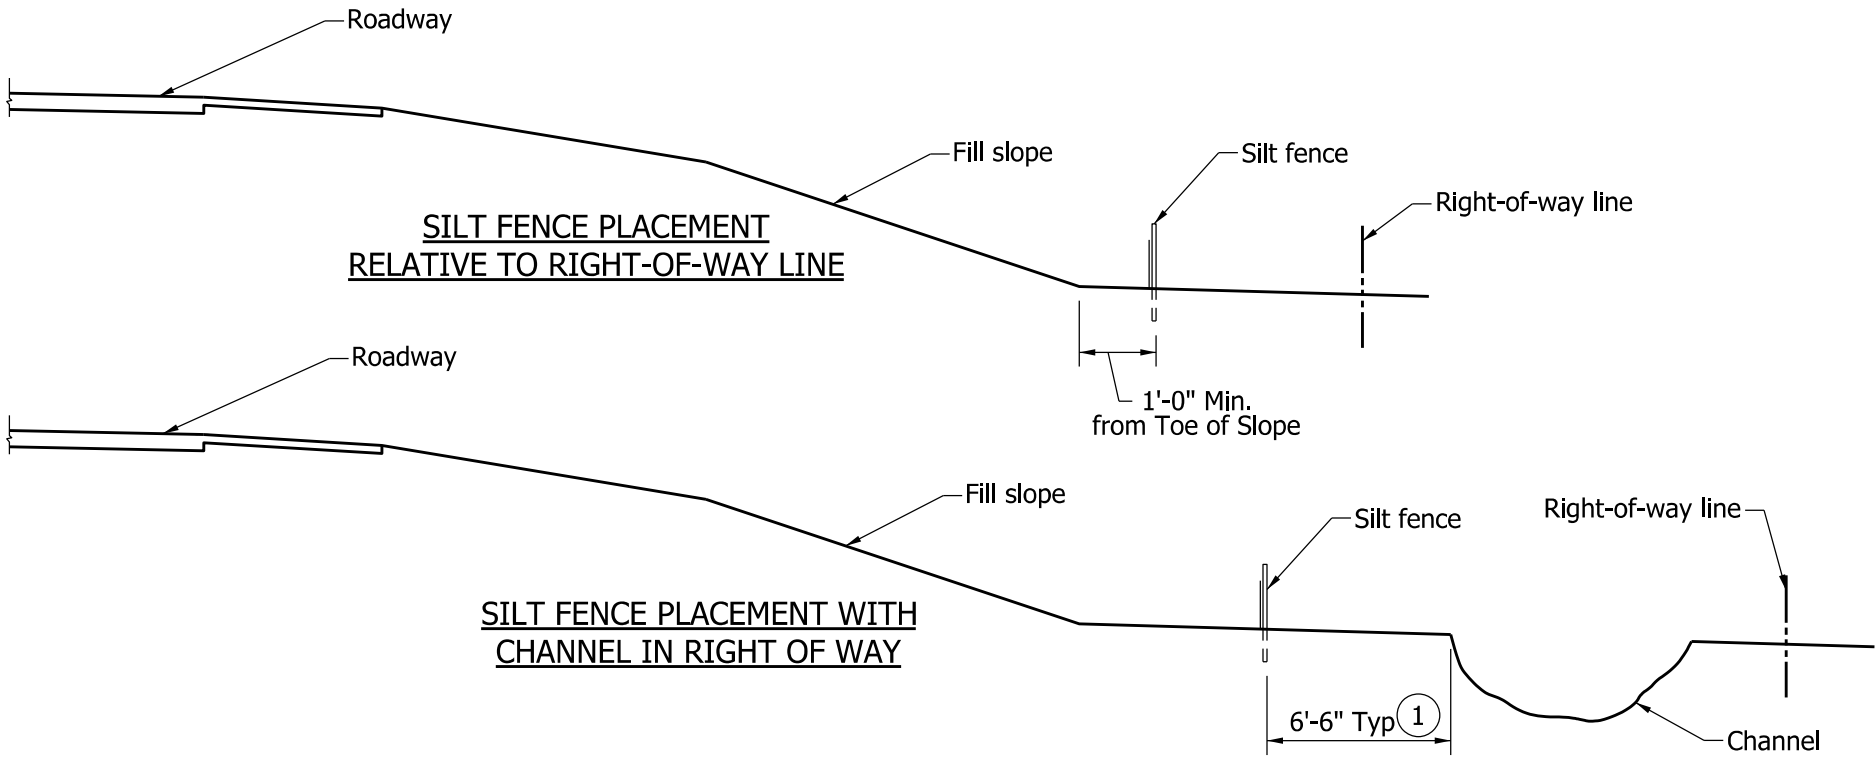 Roadway
Fill slope
Silt fence
Right-of-way line
SILT FENCE PLACEMENT
RELATIVE TO RIGHT-OF-WAY LINE
1'-0" Min.
from Toe of Slope
Roadway
Fill slope
Silt fence
Right-of-way line
SILT FENCE PLACEMENT WITH
CHANNEL IN RIGHT OF WAY
6'-6" Typ 1
Channel